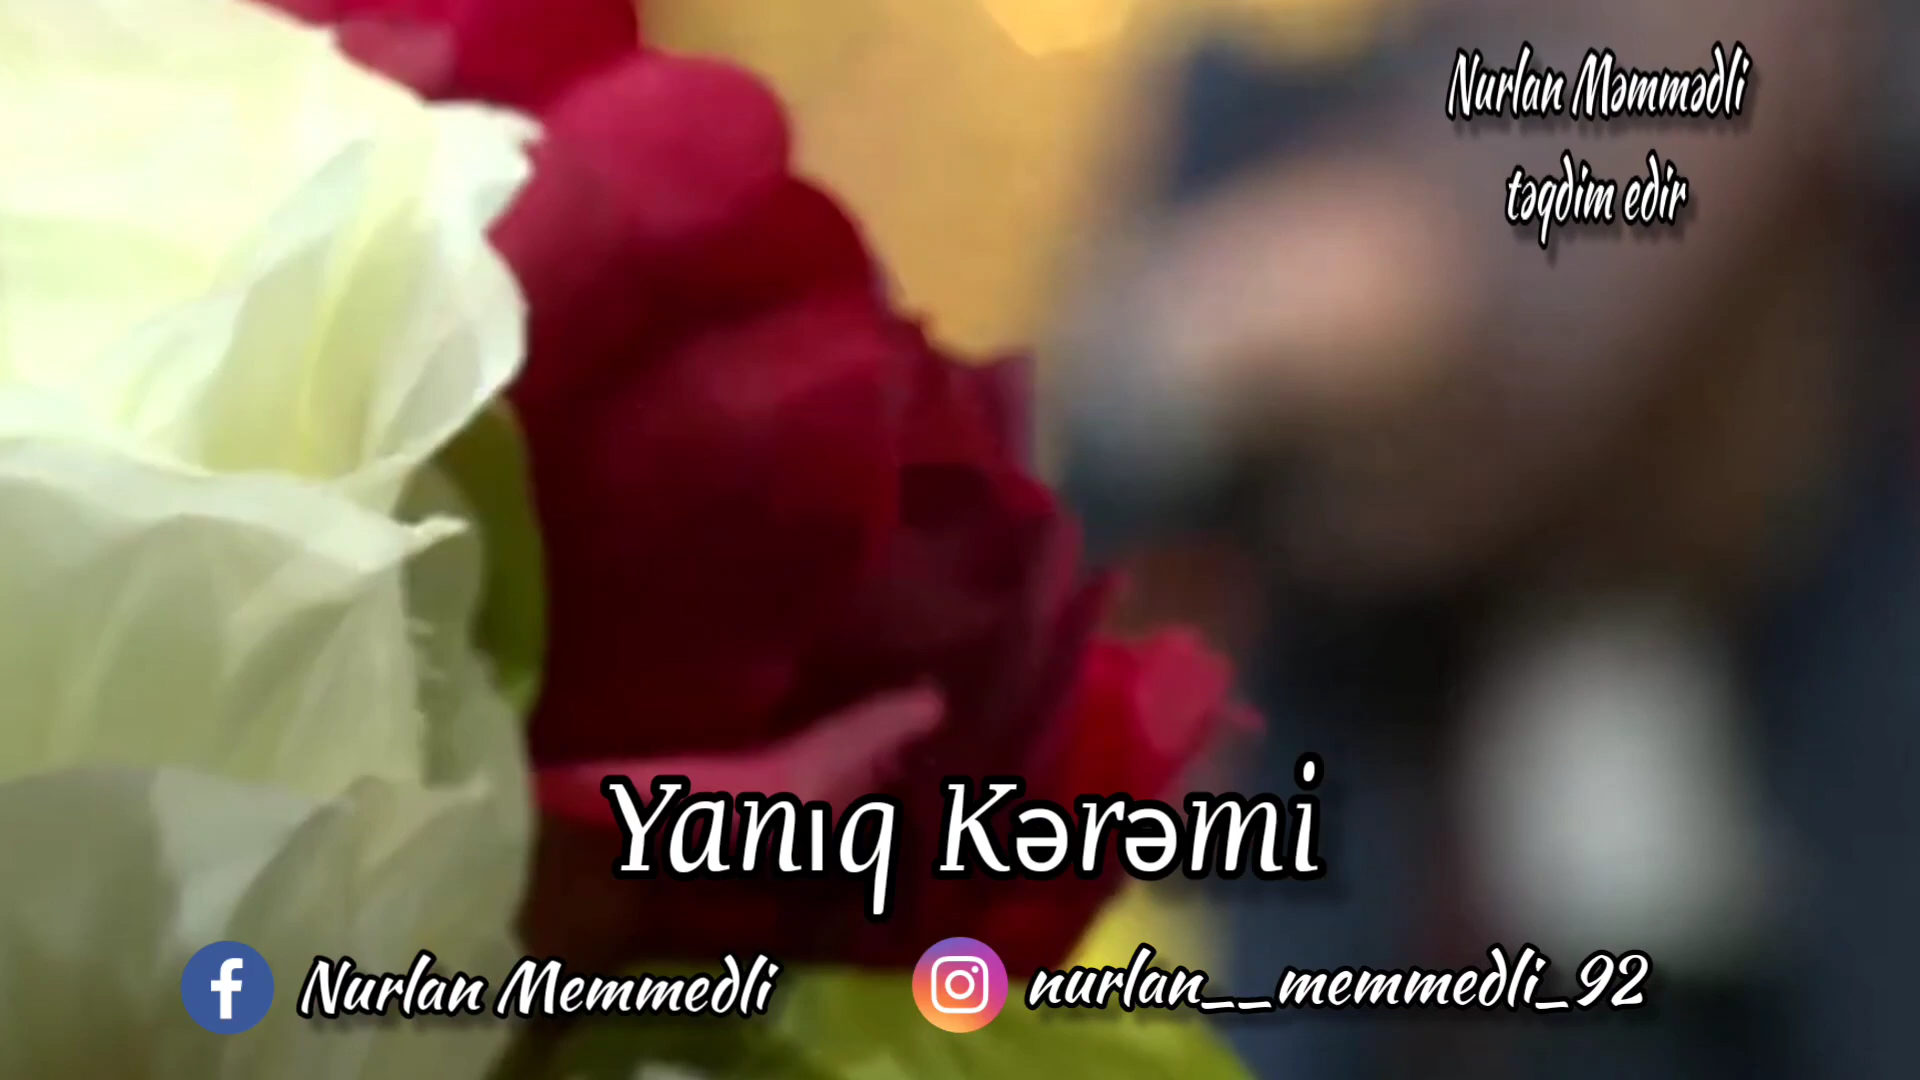 Nurlan Məmmədli
təqdim edir
Yanıq Kərəmi
Nurlan Memmedli
nurlan__memmedli_92